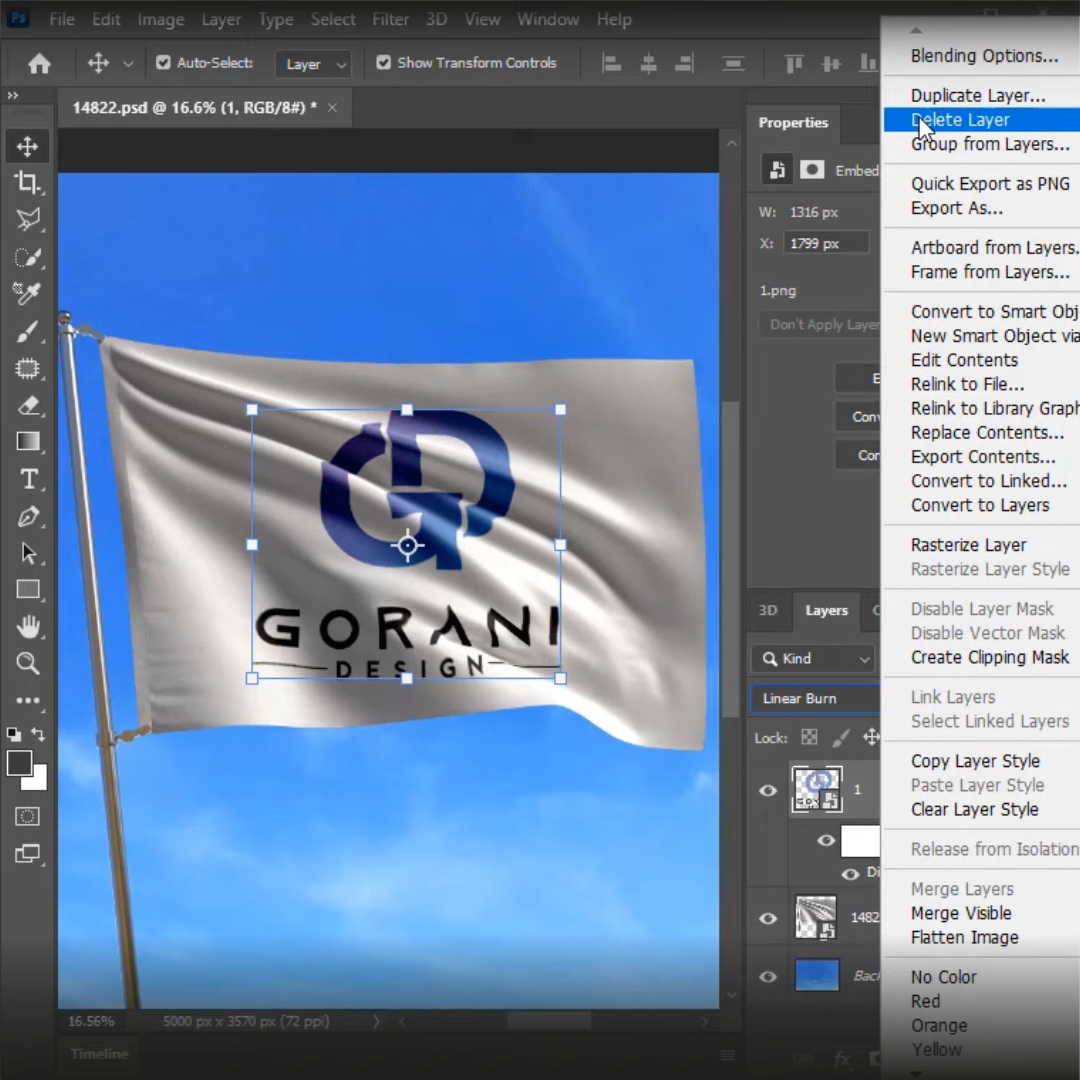 Ps File Edit Image Layer Type Select Filter 3D View Window Help
Auto-Select: Layer Show Transform Controls
14822.psd @ 16.6% (1, RGB/8#) * ×
GORANI
DESIGN
16.56% 5000 px x 3570 px (72 ppi)
Timeline
Properties
Embed
W: 1316 px
X: 1799 px
1.png
Don't Apply Layer
E
Conv
Con
3D Layers C
Kind
Linear Burn
Lock:
1
Di
1482
Back
fx
Blending Options...
Duplicate Layer...
Delete Layer
Group from Layers...
Quick Export as PNG
Export As...
Artboard from Layers.
Frame from Layers...
Convert to Smart Obj
New Smart Object via
Edit Contents
Relink to File...
Relink to Library Graph
Replace Contents...
Export Contents...
Convert to Linked...
Convert to Layers
Rasterize Layer
Rasterize Layer Style
Disable Layer Mask
Disable Vector Mask
Create Clipping Mask
Link Layers
Select Linked Layers
Copy Layer Style
Paste Layer Style
Clear Layer Style
Release from Isolation
Merge Layers
Merge Visible
Flatten Image
No Color
Red
Orange
Yellow